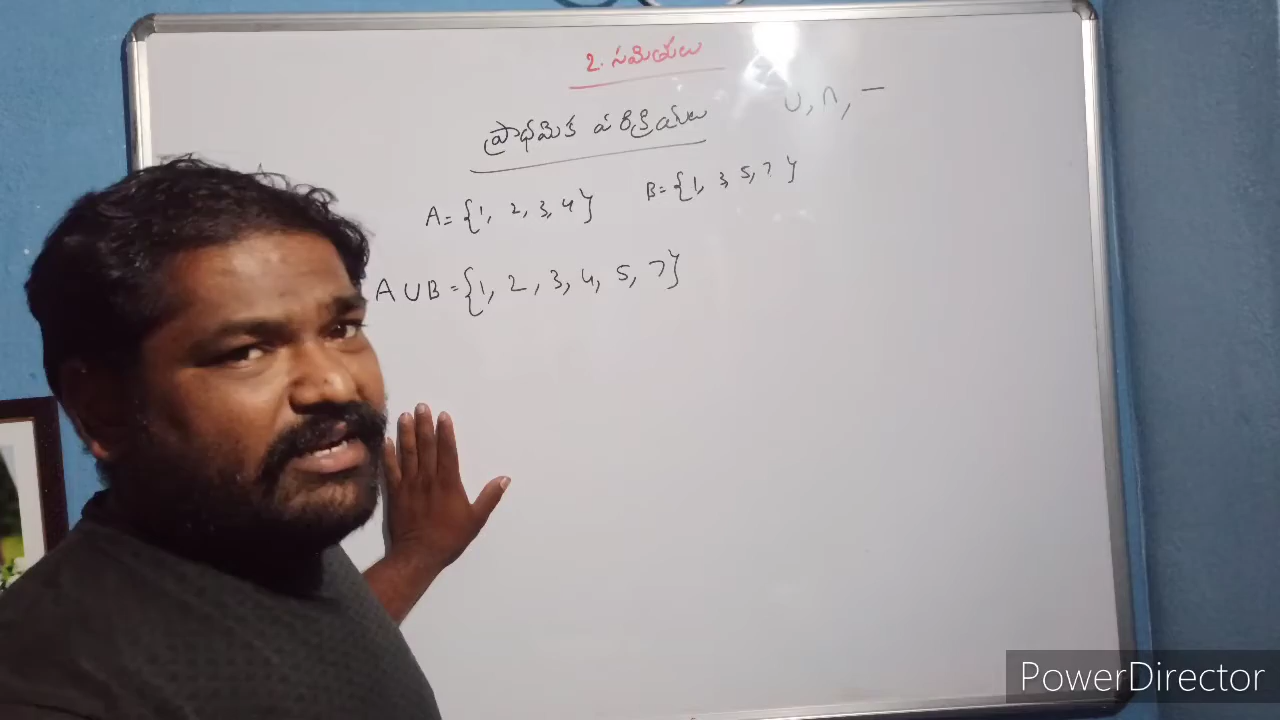 2. సమితులు
ప్రాథమిక పరిక్రియలు
∪, ∩, —
A = {1, 2, 3, 4}
B = {1, 3, 5, 7}
A ∪ B = {1, 2, 3, 4, 5, 7}
PowerDirector